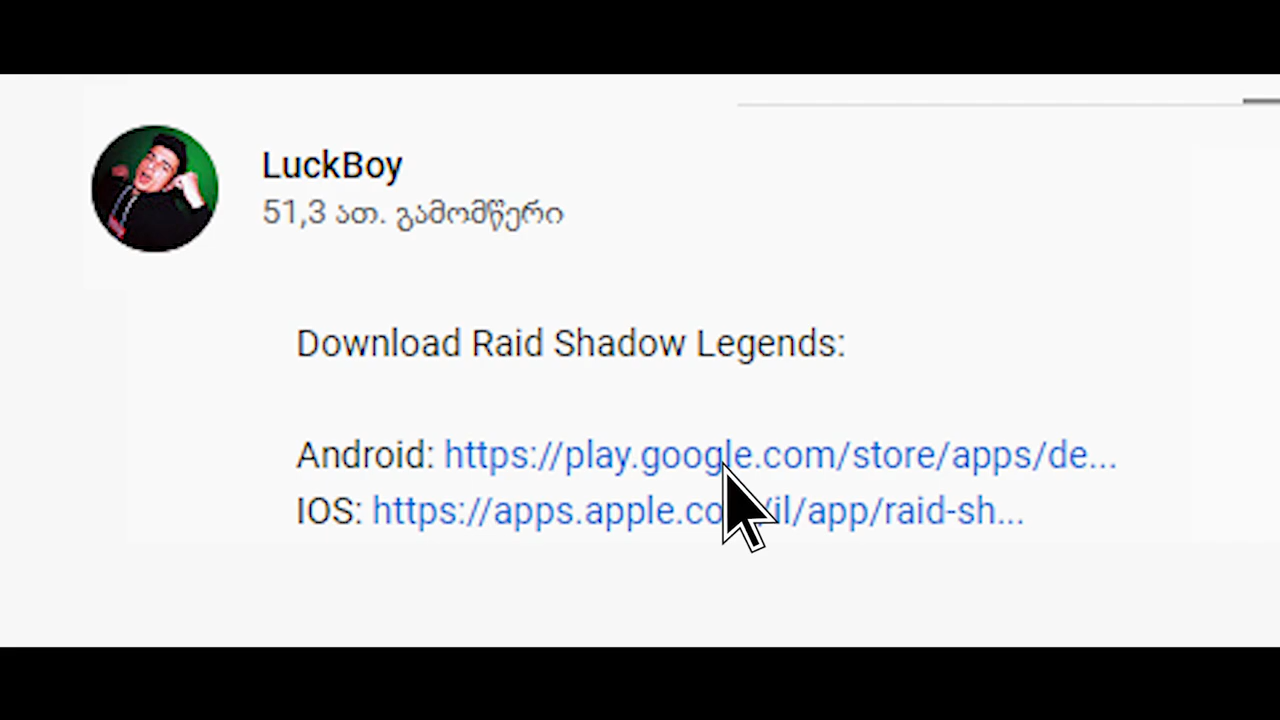 LuckBoy
51,3 ათ. გამომწერი
Download Raid Shadow Legends:
Android: https://play.google.com/store/apps/de...
IOS: https://apps.apple.co /il/app/raid-sh...